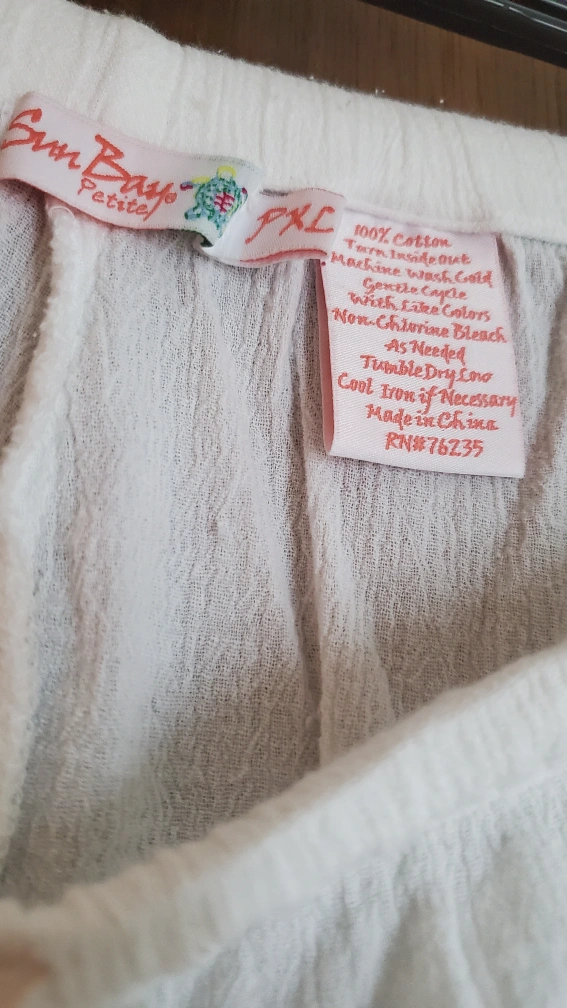 Sun Bay®
Petite
PXL
100% Cotton
Turn Inside out
Machine Wash Cold
Gentle Cycle
With Like Colors
Non-Chlorine Bleach
As Needed
Tumble Dry Low
Cool Iron if Necessary
Made in China
RN#76235